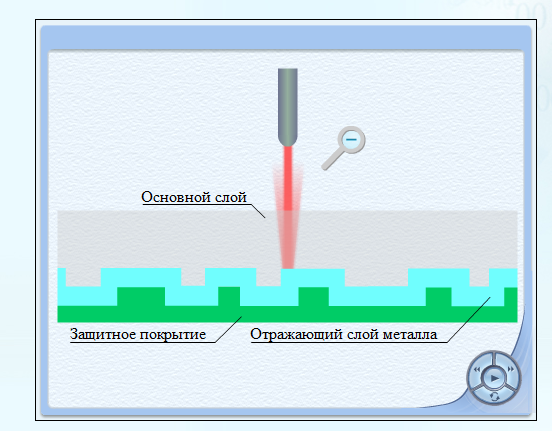 Основной слой
Защитное покрытие
Отражающий слой металла